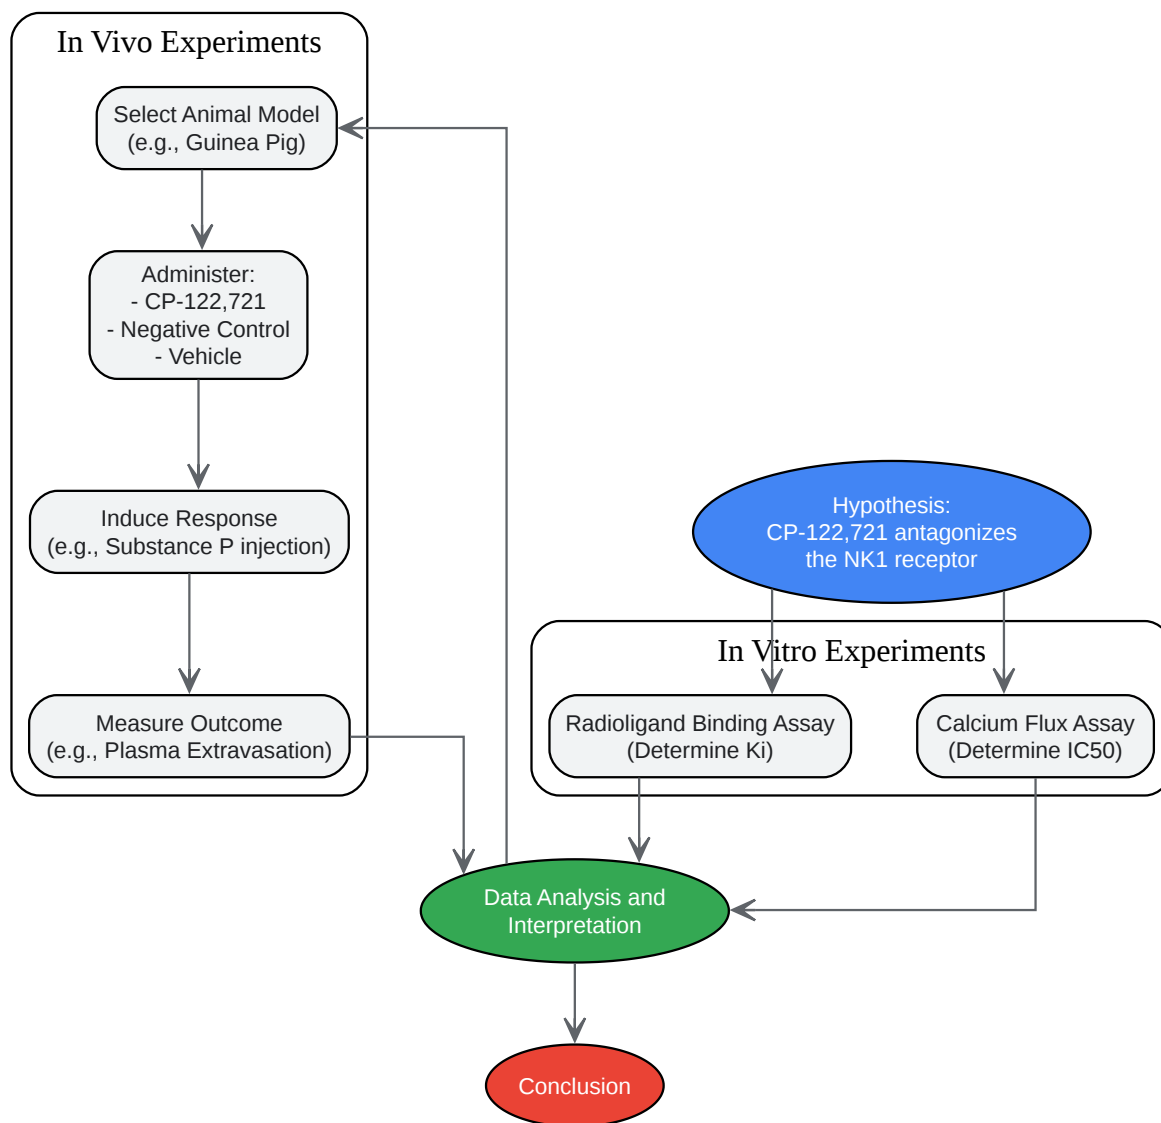 In Vivo Experiments
Select Animal Model
(e.g., Guinea Pig)
Administer:
- CP-122,721
- Negative Control
- Vehicle
Induce Response
(e.g., Substance P injection)
Measure Outcome
(e.g., Plasma Extravasation)
Hypothesis:
CP-122,721 antagonizes
the NK1 receptor
In Vitro Experiments
Radioligand Binding Assay
(Determine Ki)
Calcium Flux Assay
(Determine IC50)
Data Analysis and
Interpretation
Conclusion